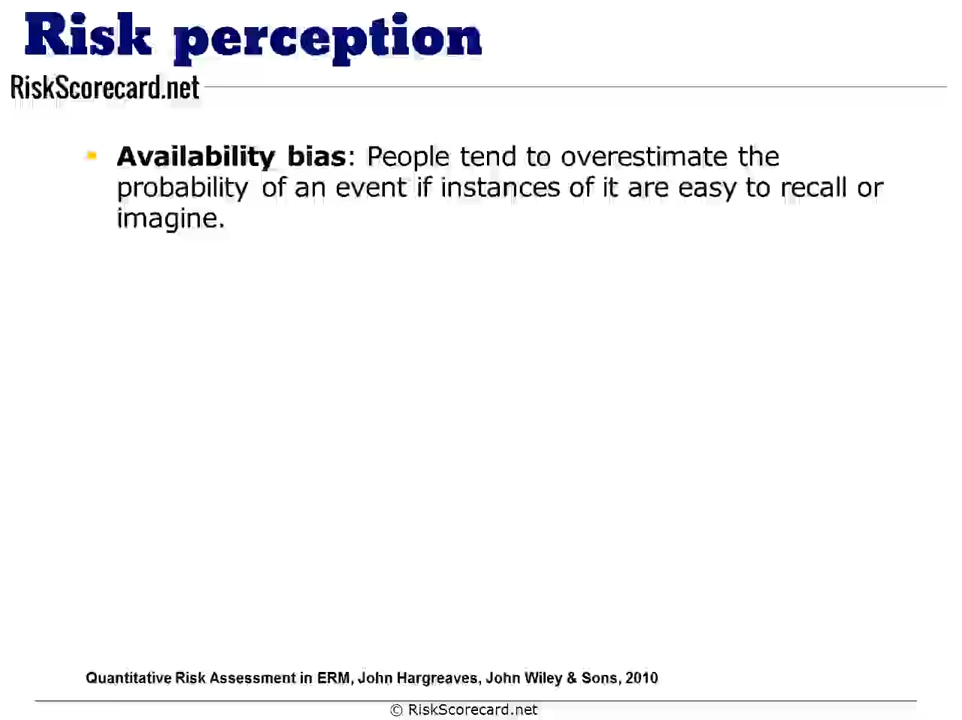 Risk perception
RiskScorecard.net
Availability bias: People tend to overestimate the
probability of an event if instances of it are easy to recall or
imagine.
Quantitative Risk Assessment in ERM, John Hargreaves, John Wiley & Sons, 2010
© RiskScorecard.net